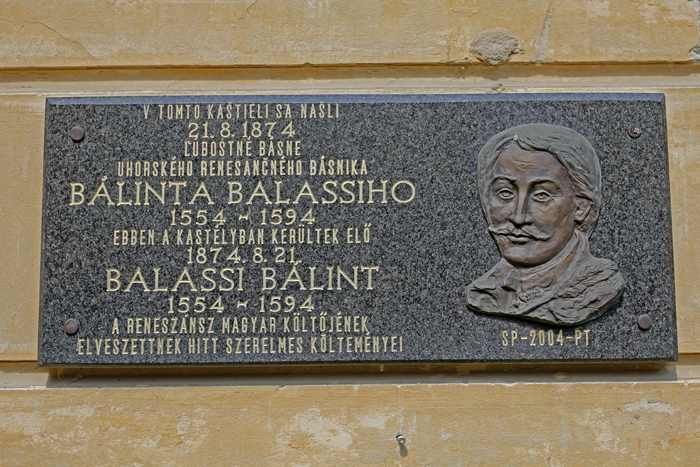 V TOMTO KAŠTIELI SA NAŠLI
21.8.1874
ĽÚBOSTNÉ BÁSNE
UHORSKÉHO RENESANČNÉHO BÁSNIKA
BÁLINTA BALASSIHO
1554 - 1594
EBBEN A KASTÉLYBAN KERÜLTEK ELŐ
1874.8.21.
BALASSI BÁLINT
1554 - 1594
A RENESZÁNSZ MAGYAR KÖLTŐJÉNEK
ELVESZETTNEK HITT SZERELMES KÖLTEMÉNYEI
SP-2004-PT